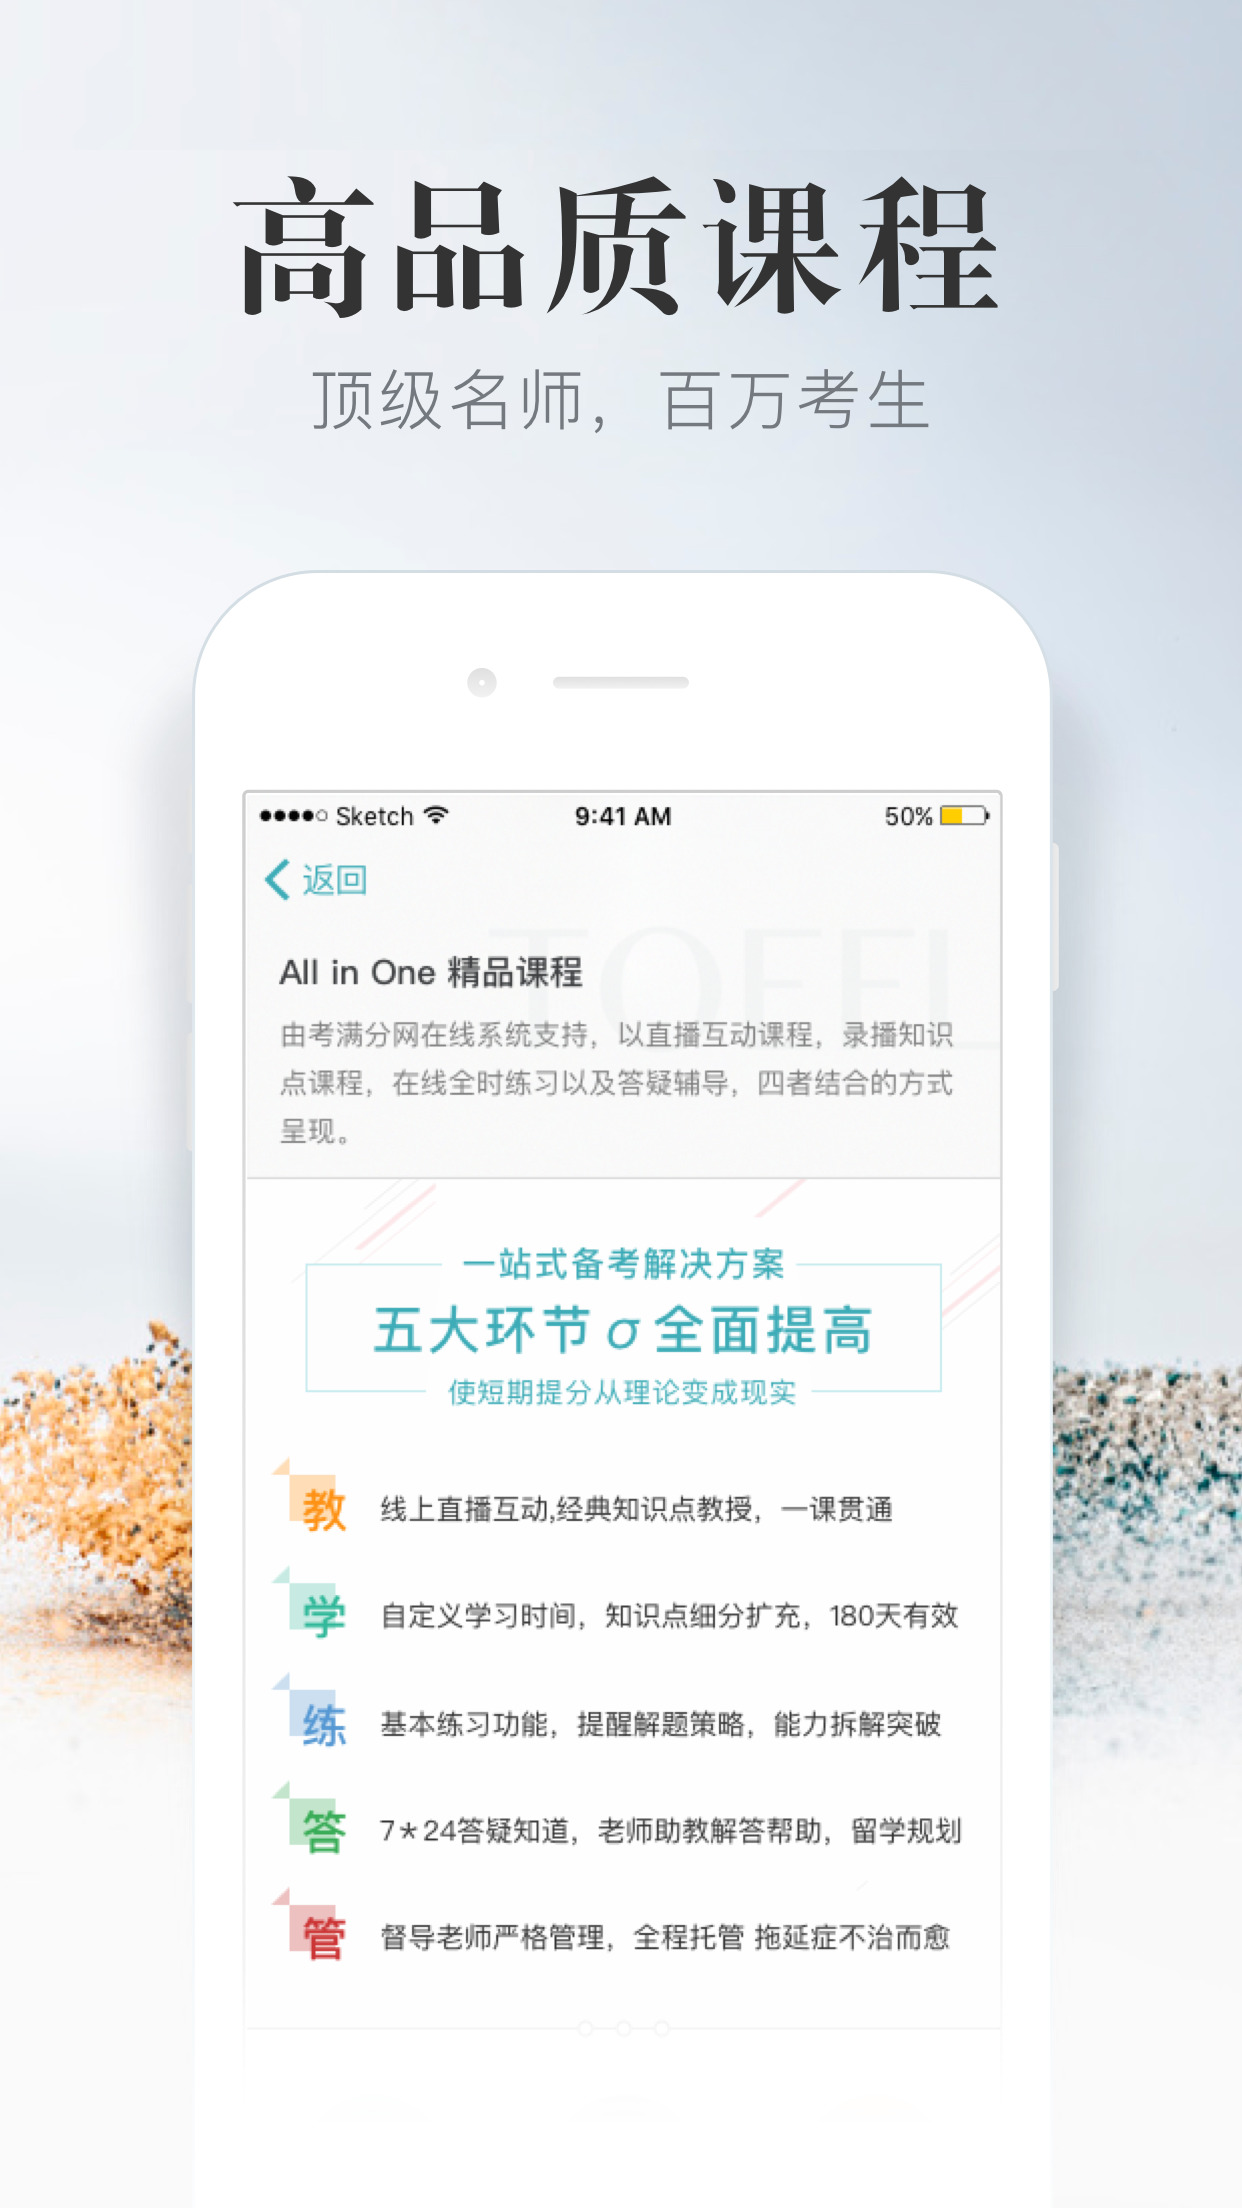 高品质课程
顶级名师，百万考生
Sketch 9:41 AM 50%
返回
TOEFL
All in One 精品课程
由考满分网在线系统支持，以直播互动课程，录播知识
点课程，在线全时练习以及答疑辅导，四者结合的方式
呈现。
一站式备考解决方案
五大环节σ全面提高
使短期提分从理论变成现实
教 线上直播互动,经典知识点教授，一课贯通
学 自定义学习时间，知识点细分扩充，180天有效
练 基本练习功能，提醒解题策略，能力拆解突破
答 7*24答疑知道，老师助教解答帮助，留学规划
管 督导老师严格管理，全程托管 拖延症不治而愈